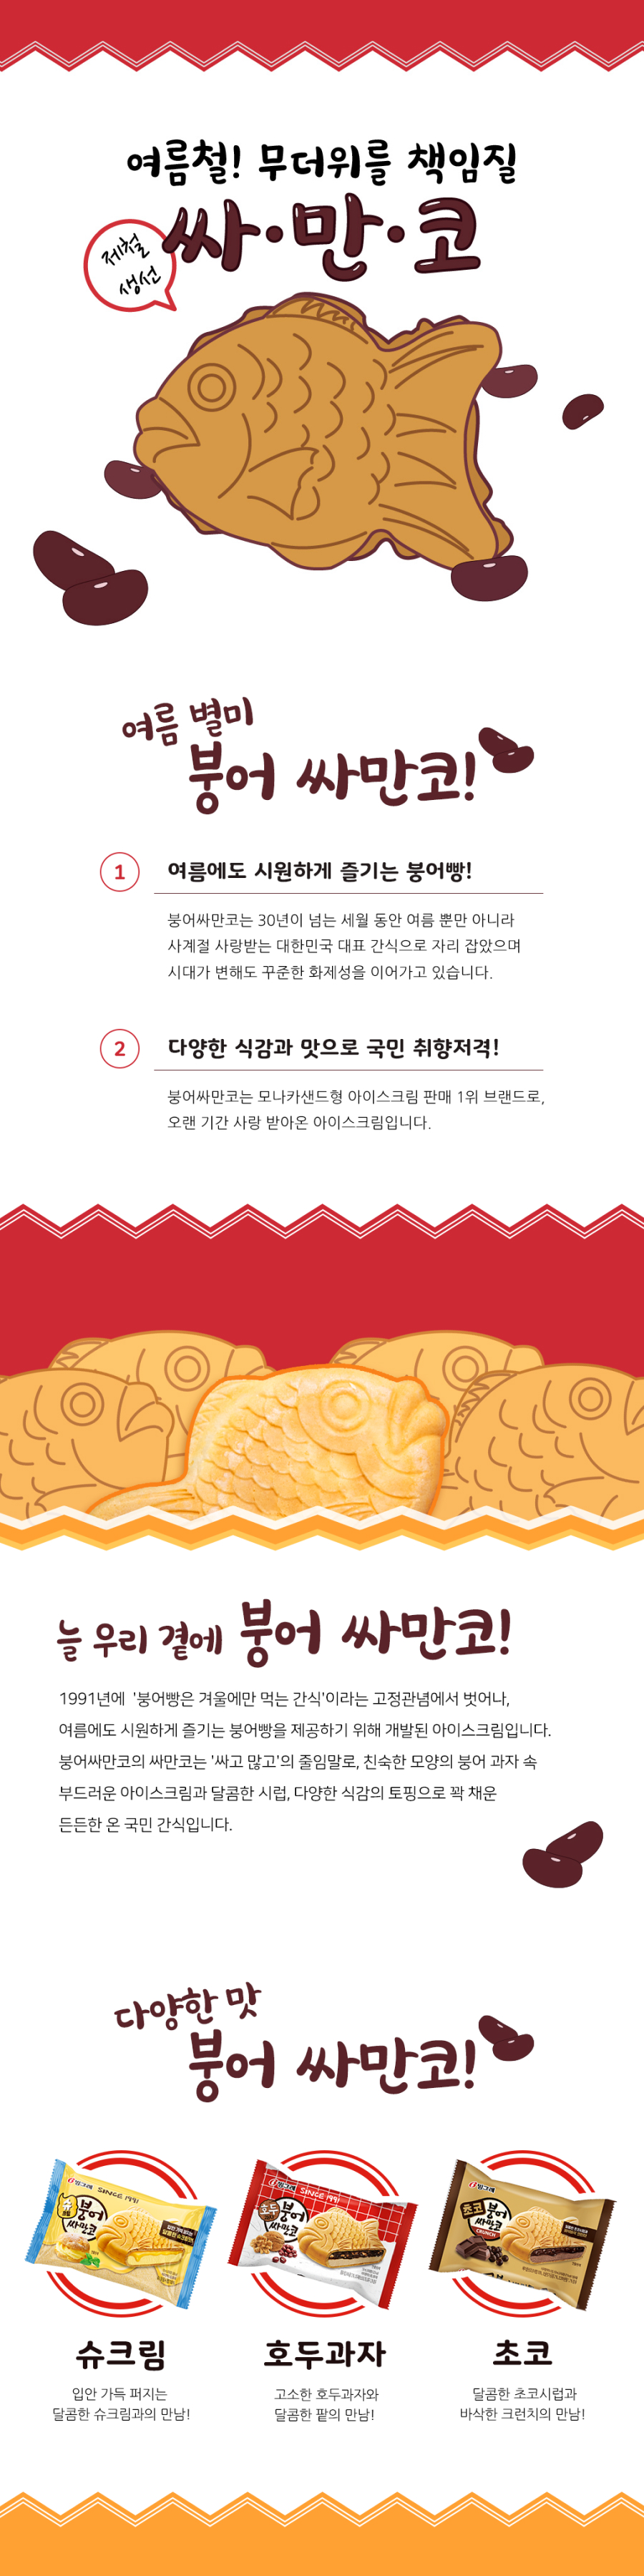 여름철! 무더위를 책임질
싸·만·코
제철
생선
여름 별미
붕어 싸만코!
1
여름에도 시원하게 즐기는 붕어빵!
붕어싸만코는 30년이 넘는 세월 동안 여름 뿐만 아니라
사계절 사랑받는 대한민국 대표 간식으로 자리 잡았으며
시대가 변해도 꾸준한 화제성을 이어가고 있습니다.
2
다양한 식감과 맛으로 국민 취향저격!
붕어싸만코는 모나카샌드형 아이스크림 판매 1위 브랜드로,
오랜 기간 사랑 받아온 아이스크림입니다.
늘 우리 곁에 붕어 싸만코!
1991년에 '붕어빵은 겨울에만 먹는 간식'이라는 고정관념에서 벗어나,
여름에도 시원하게 즐기는 붕어빵을 제공하기 위해 개발된 아이스크림입니다.
붕어싸만코의 싸만코는 '싸고 많고'의 줄임말로, 친숙한 모양의 붕어 과자 속
부드러운 아이스크림과 달콤한 시럽, 다양한 식감의 토핑으로 꽉 채운
든든한 온 국민 간식입니다.
다양한 맛
붕어 싸만코!
빙그레
SINCE 1991
슈크림
붕어
싸만코
빙그레
SINCE 1991
호두
붕어
싸만코
빙그레
초코
붕어
싸만코
CRUNCH
슈크림
입안 가득 퍼지는
달콤한 슈크림과의 만남!
호두과자
고소한 호두과자와
달콤한 팥의 만남!
초코
달콤한 초코시럽과
바삭한 크런치의 만남!